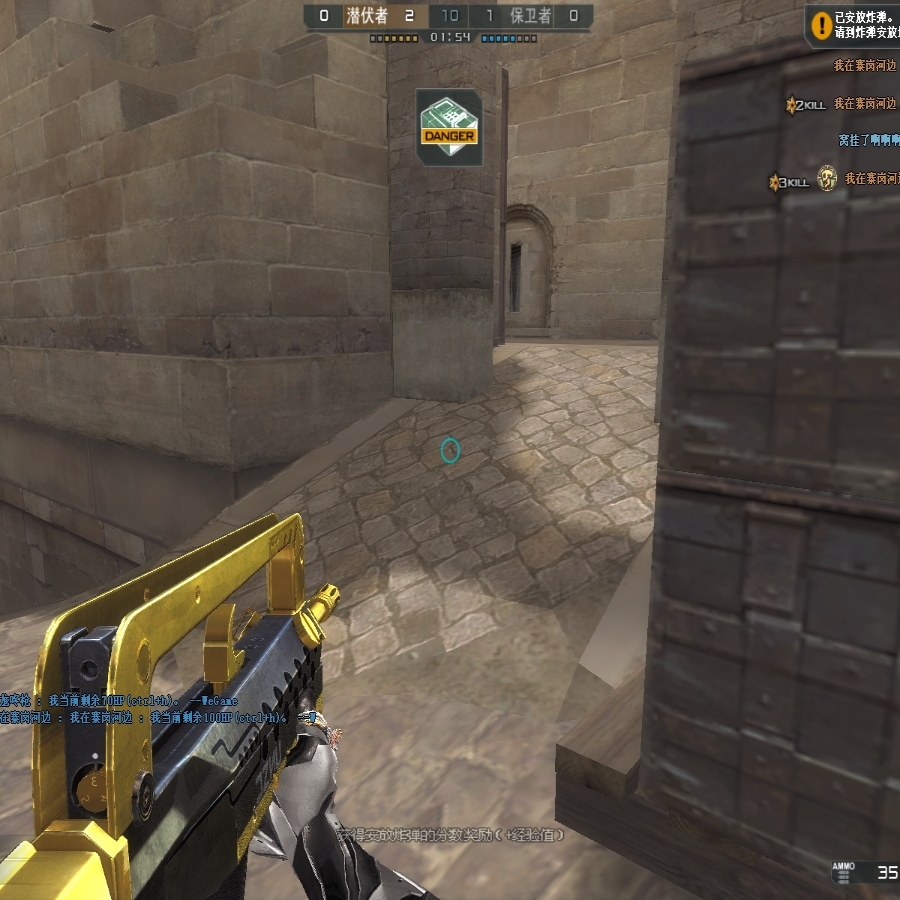 0 潜伏者 2 10 1 保卫者 0
01:54
已安放炸弹。
请到炸弹安放
我在寨岗河边
2KILL 我在寨岗河边
DANGER
窝挂了啊啊啊
3KILL 我在寨岗河
枪 : 我当前剩余70HP(ctrl+h)。 --WeGame
在寨岗河边 : 我在寨岗河边 : 我当前剩余100HP(ctrl+h)。 --W
获得安放炸弹的分数奖励(+经验值)
AMMO 35